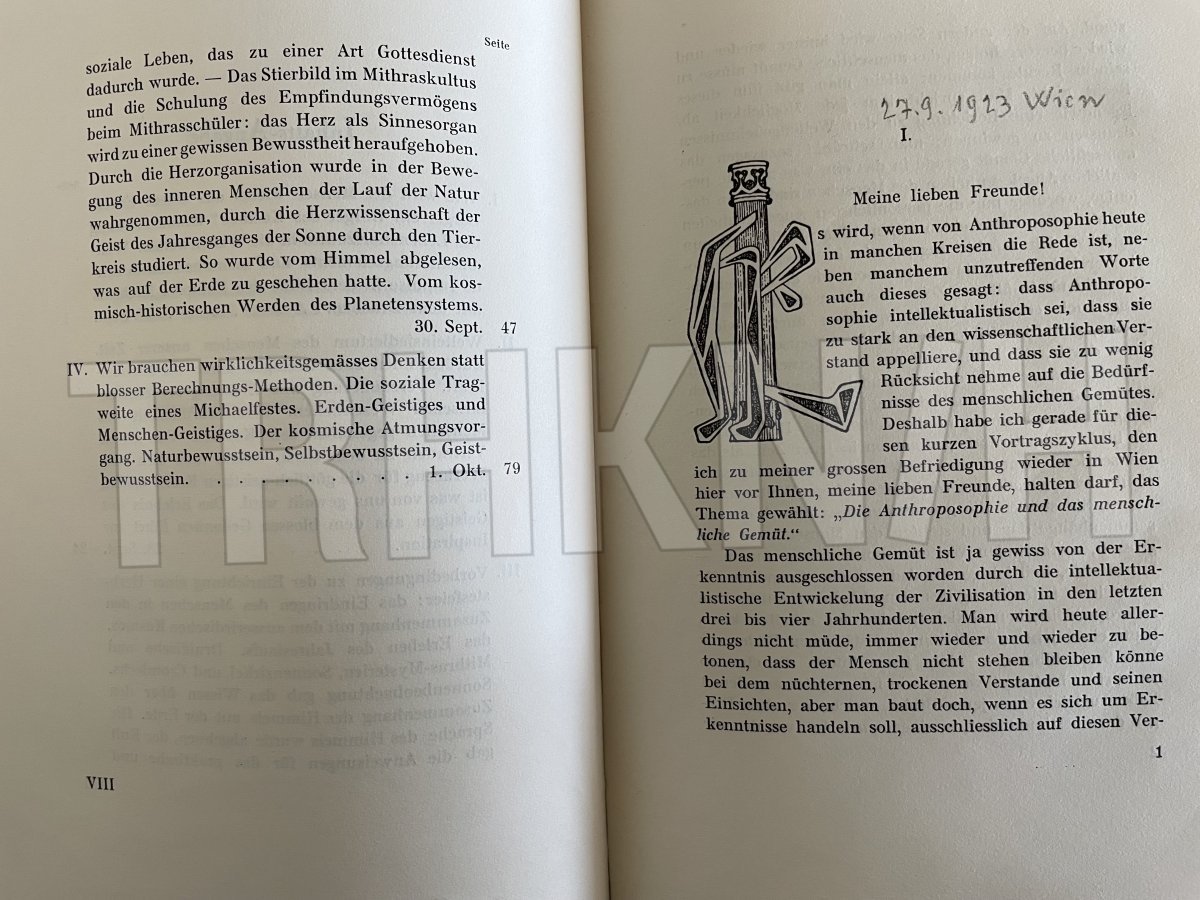 Seite
soziale Leben, das zu einer Art Gottesdienst
dadurch wurde. — Das Stierbild im Mithraskultus
und die Schulung des Empfindungsvermögens
beim Mithrasschüler: das Herz als Sinnesorgan
wird zu einer gewissen Bewusstheit heraufgehoben.
Durch die Herzorganisation wurde in der Bewe-
gung des inneren Menschen der Lauf der Natur
wahrgenommen, durch die Herzwissenschaft der
Geist des Jahresganges der Sonne durch den Tier-
kreis studiert. So wurde vom Himmel abgelesen,
was auf der Erde zu geschehen hatte. Vom kos-
misch-historischen Werden des Planetensystems.
30. Sept. 47
IV. Wir brauchen wirklichkeitsgemässes Denken statt
blosser Berechnungs-Methoden. Die soziale Trag-
weite eines Michaelfestes. Erden-Geistiges und
Menschen-Geistiges. Der kosmische Atmungsvor-
gang. Naturbewusstsein, Selbstbewusstsein, Geist-
bewusstsein. . . . . . . . . . . 1. Okt. 79
VIII
27.9.1923 Wien
I.
Meine lieben Freunde!
Es wird, wenn von Anthroposophie heute
in manchen Kreisen die Rede ist, ne-
ben manchem unzutreffenden Worte
auch dieses gesagt: dass Anthropo-
sophie intellektualistisch sei, dass sie
zu stark an den wissenschaftlichen Ver-
stand appelliere, und dass sie zu wenig
Rücksicht nehme auf die Bedürf-
nisse des menschlichen Gemütes.
Deshalb habe ich gerade für die-
sen kurzen Vortragszyklus, den
ich zu meiner grossen Befriedigung wieder in Wien
hier vor Ihnen, meine lieben Freunde, halten darf, das
Thema gewählt: „Die Anthroposophie und das mensch-
liche Gemüt.“
Das menschliche Gemüt ist ja gewiss von der Er-
kenntnis ausgeschlossen worden durch die intellektua-
listische Entwickelung der Zivilisation in den letzten
drei bis vier Jahrhunderten. Man wird heute aller-
dings nicht müde, immer wieder und wieder zu be-
tonen, dass der Mensch nicht stehen bleiben könne
bei dem nüchternen, trockenen Verstande und seinen
Einsichten, aber man baut doch, wenn es sich um Er-
kenntnisse handeln soll, ausschliesslich auf diesen Ver-
1